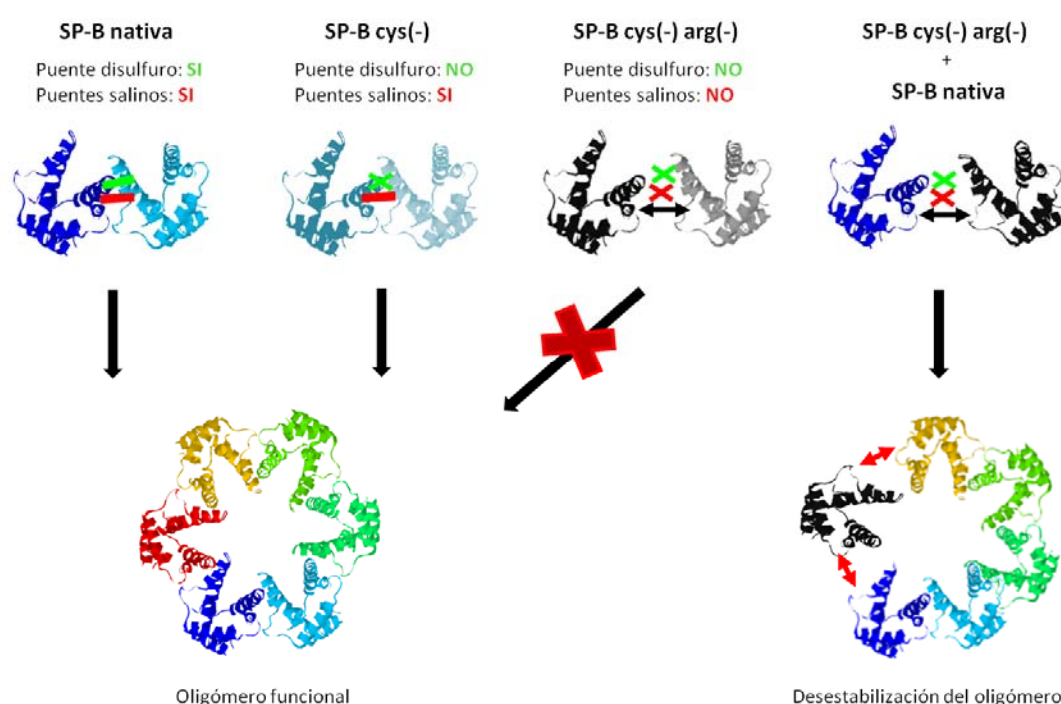 SP-B nativa
Puente disulfuro: SI
Puentes salinos: SI
SP-B cys(-)
Puente disulfuro: NO
Puentes salinos: SI
SP-B cys(-) arg(-)
Puente disulfuro: NO
Puentes salinos: NO
SP-B cys(-) arg(-)
+
SP-B nativa
Oligómero funcional
Desestabilización del oligómero